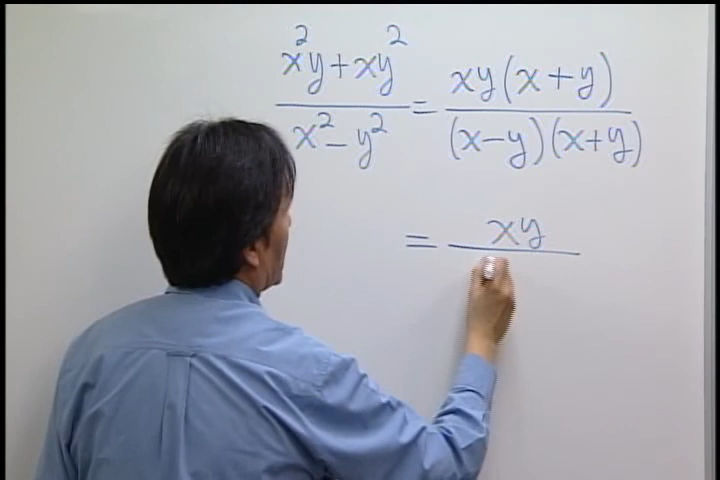 x²y + xy² / x² − y² = xy(x + y) / (x − y)(x + y)
= xy /